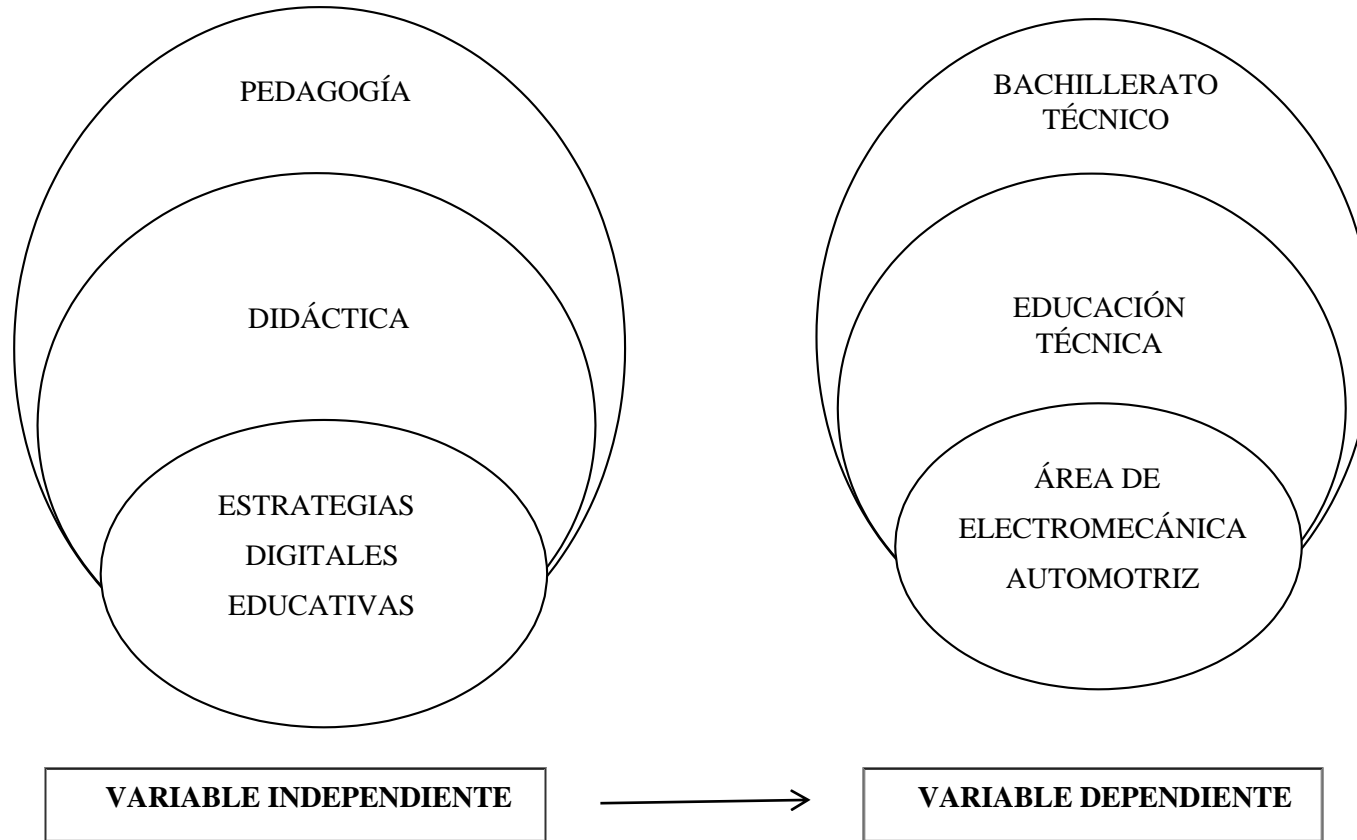 PEDAGOGÍA
DIDÁCTICA
ESTRATEGIAS
DIGITALES
EDUCATIVAS
VARIABLE INDEPENDIENTE
BACHILLERATO
TÉCNICO
EDUCACIÓN
TÉCNICA
ÁREA DE
ELECTROMECÁNICA
AUTOMOTRIZ
VARIABLE DEPENDIENTE